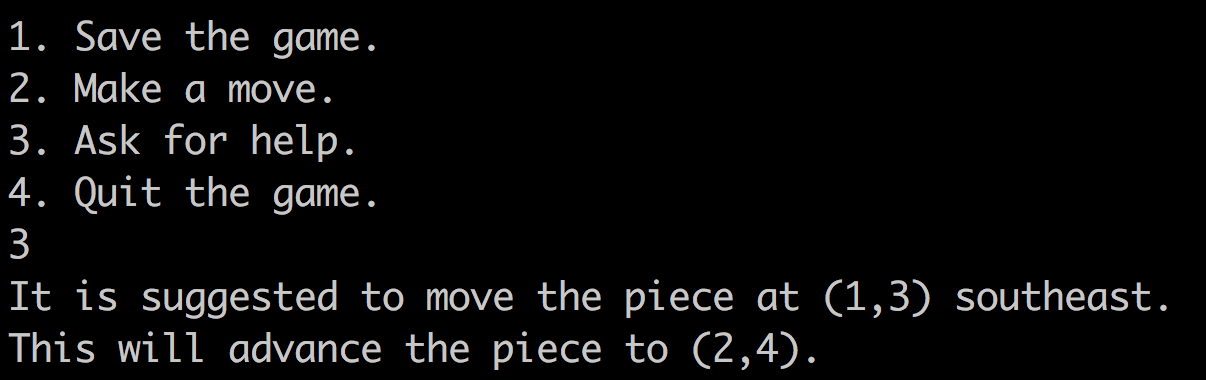 1. Save the game.
2. Make a move.
3. Ask for help.
4. Quit the game.
3
It is suggested to move the piece at (1,3) southeast.
This will advance the piece to (2,4).